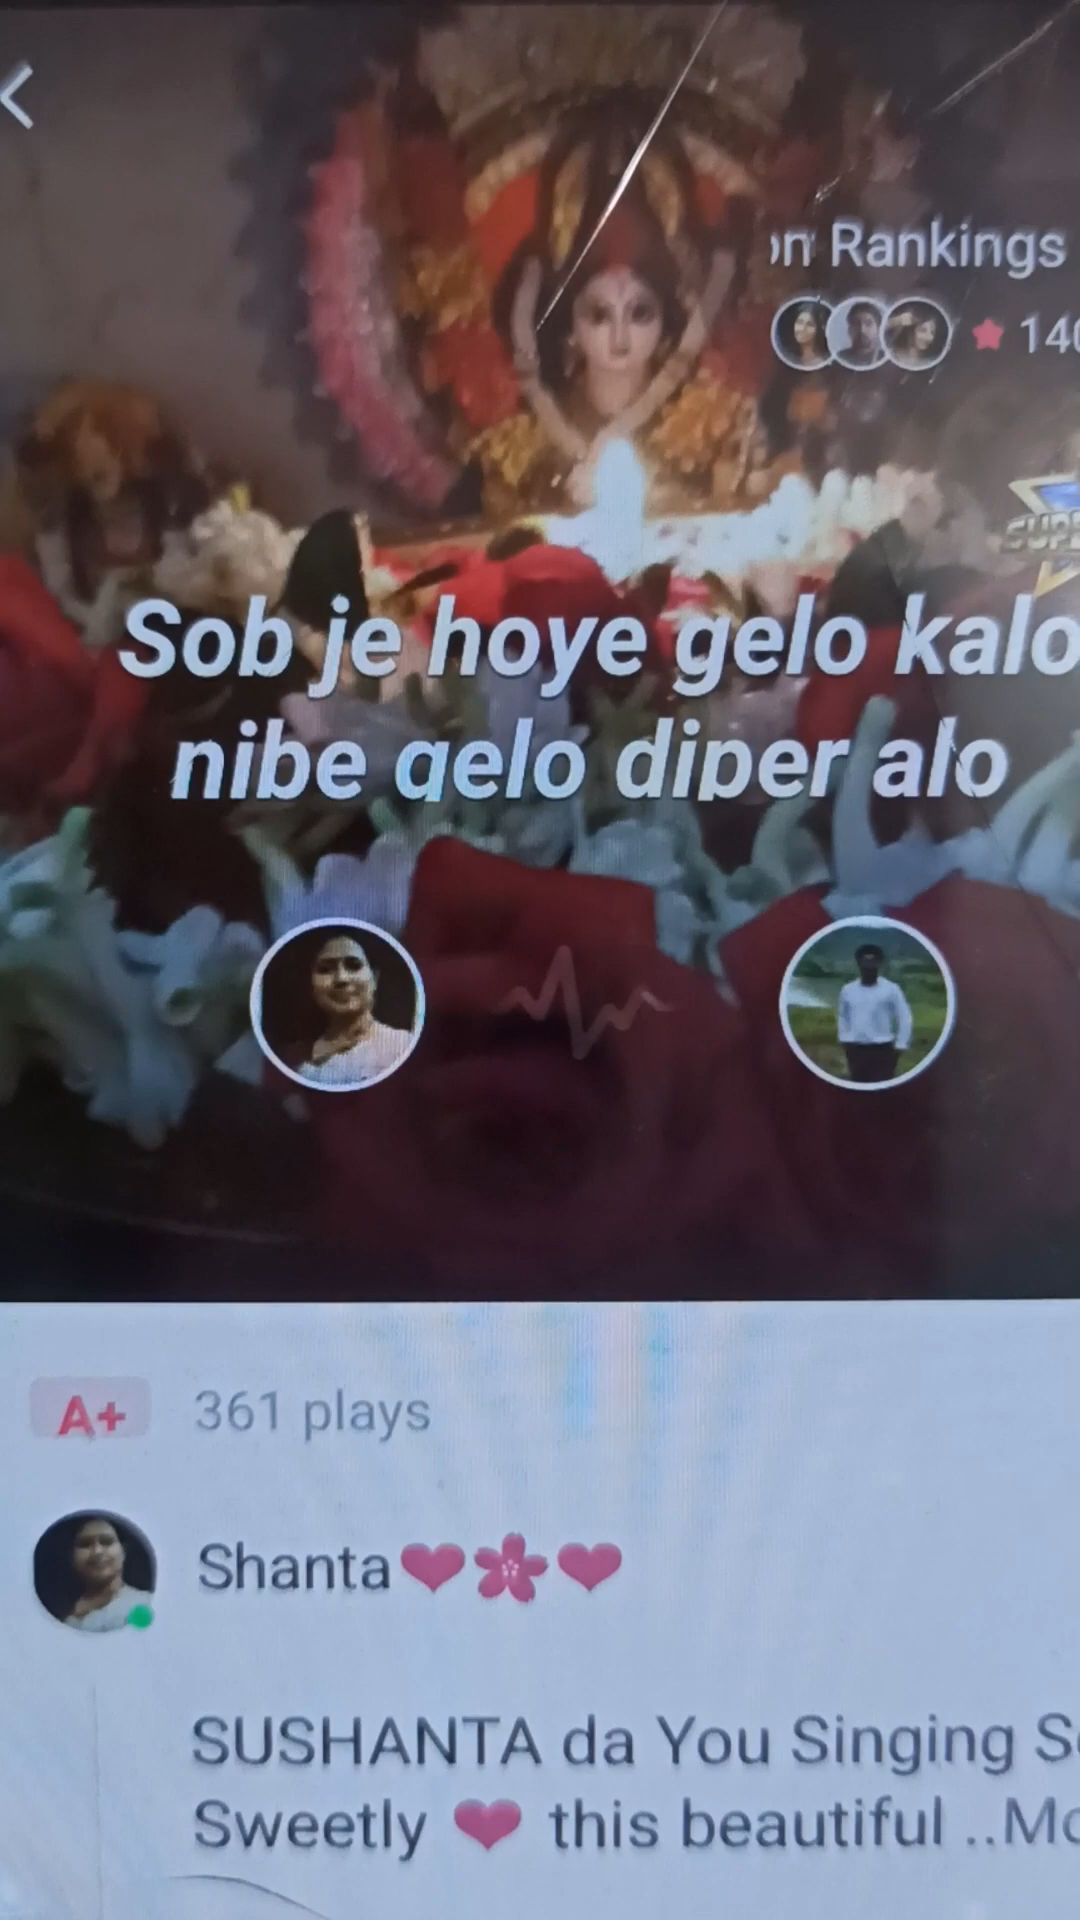 Rankings
Sob je hoye gelo kalo
nibe gelo diper alo
A+
361 plays
Shanta❤🌸❤
SUSHANTA da You Singing
Sweetly ❤ this beautiful ..